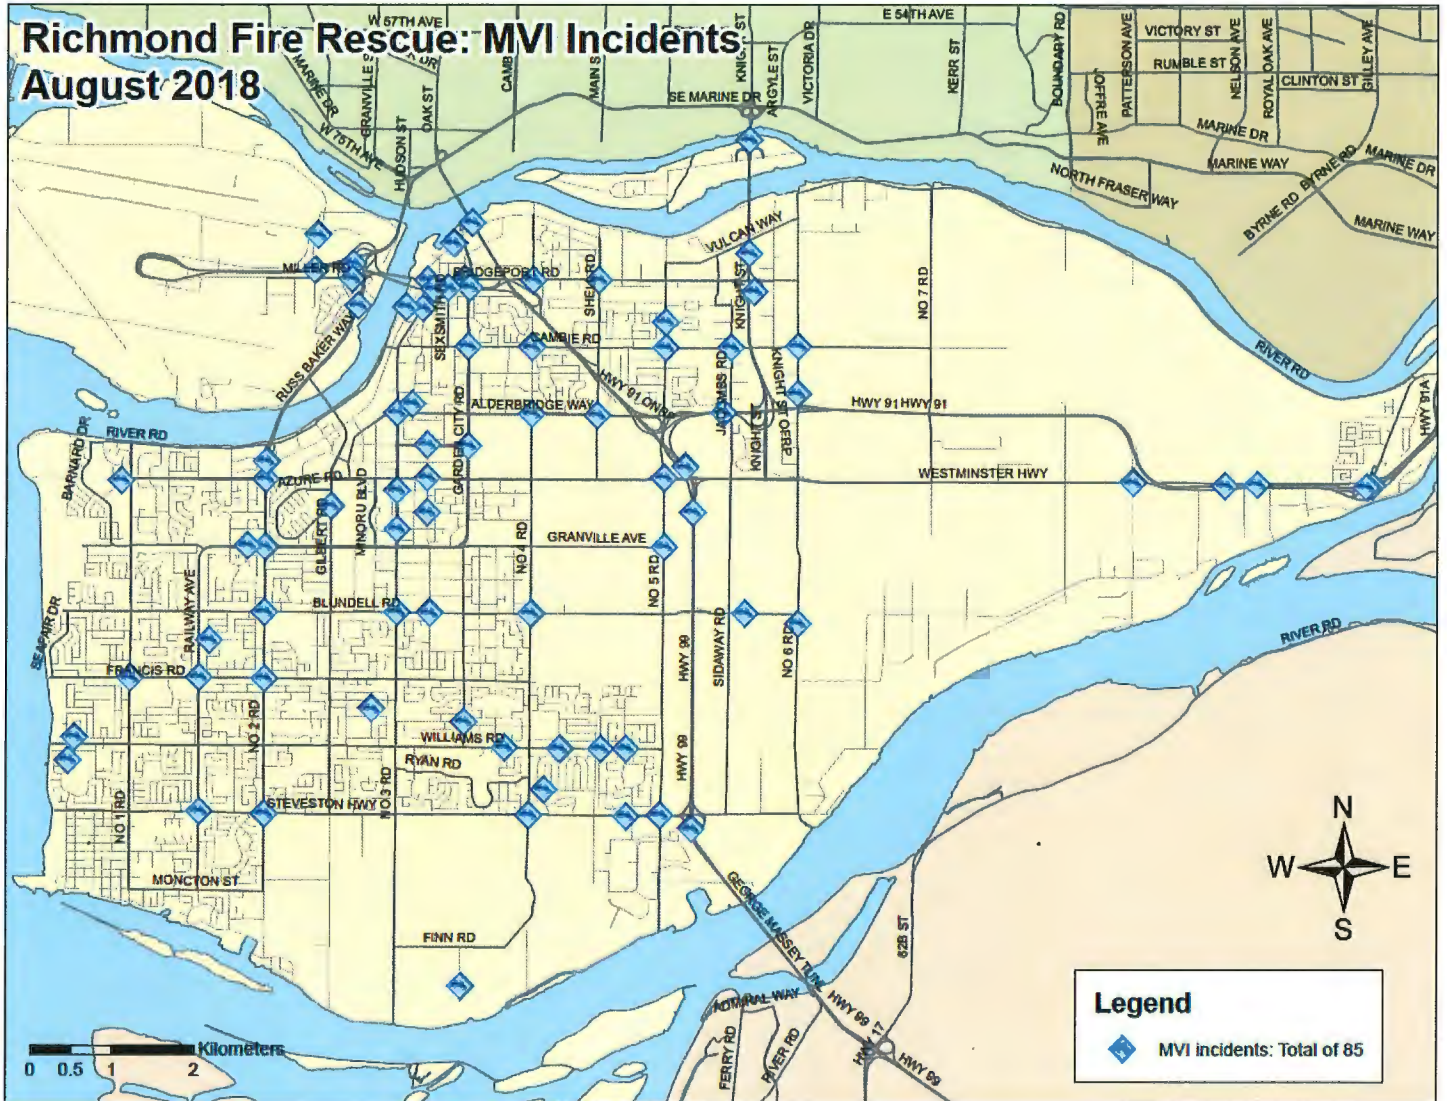 Richmond Fire Rescue: MVI Incidents
August 2018
W 57TH AVE
E 54TH AVE
VICTORY ST
RUMBLE ST
CLINTON ST
BOUNDARY RD
JOFFRE AVE
PATTERSON AVE
NELSON AVE
ROYAL OAK AVE
GILLEY AVE
MARINE DR
GRANVILLE S
OAK ST
CAMB
MAIN S
KNIGHT ST
ARGYLE ST
VICTORIA DR
KERR ST
SE MARINE DR
W 75TH AVE
HUDSON ST
MARINE DR
MARINE WAY
MARINE DR
NORTH FRASER WAY
BYRNE RD
BYRNE RD
MARINE WAY
VULCAN WAY
MILLER RD
BRIDGEPORT RD
SHELL RD
KNIGHT ST
NO 7 RD
RUSS BAKER WAY
SEXSMITH RD
CAMBIE RD
RIVER RD
HWY 91 ONRP
JACOMBS RD
KNIGHT ST OFRP
KNIGHT ST
ALDERBRIDGE WAY
GARDEN CITY RD
HWY 91 HWY 91
HWY 91A
BARNARD DR
RIVER RD
AZURE RD
WESTMINSTER HWY
GILBERT RD
MINORU BLVD
GRANVILLE AVE
NO 4 RD
NO 5 RD
RAILWAY AVE
BLUNDELL RD
SEAFAIR DR
FRANCIS RD
HWY 99
SIDAWAY RD
NO 6 RD
RIVER RD
NO 2 RD
WILLIAMS RD
RYAN RD
HWY 99
NO 1 RD
STEVESTON HWY
NO 3 RD
MONCTON ST
FINN RD
GEORGE MASSEY TUNL
62B ST
N
W E
S
ADMIRAL WAY
HWY 99
HWY 17
HWY 99
FERRY RD
RIVER RD
Legend
MVI incidents: Total of 85
Kilometers
0 0.5 1 2